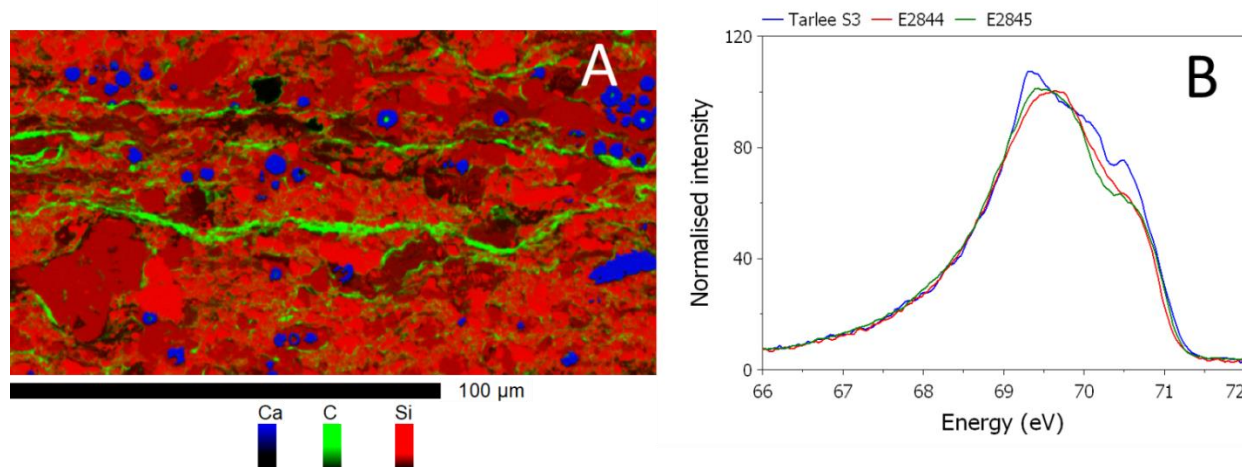 A
100 µm
Ca C Si
Tarlee S3 E2844 E2845
B
120
100
80
40
0
Normalised intensity
66 67 68 69 70 71 72
Energy (eV)